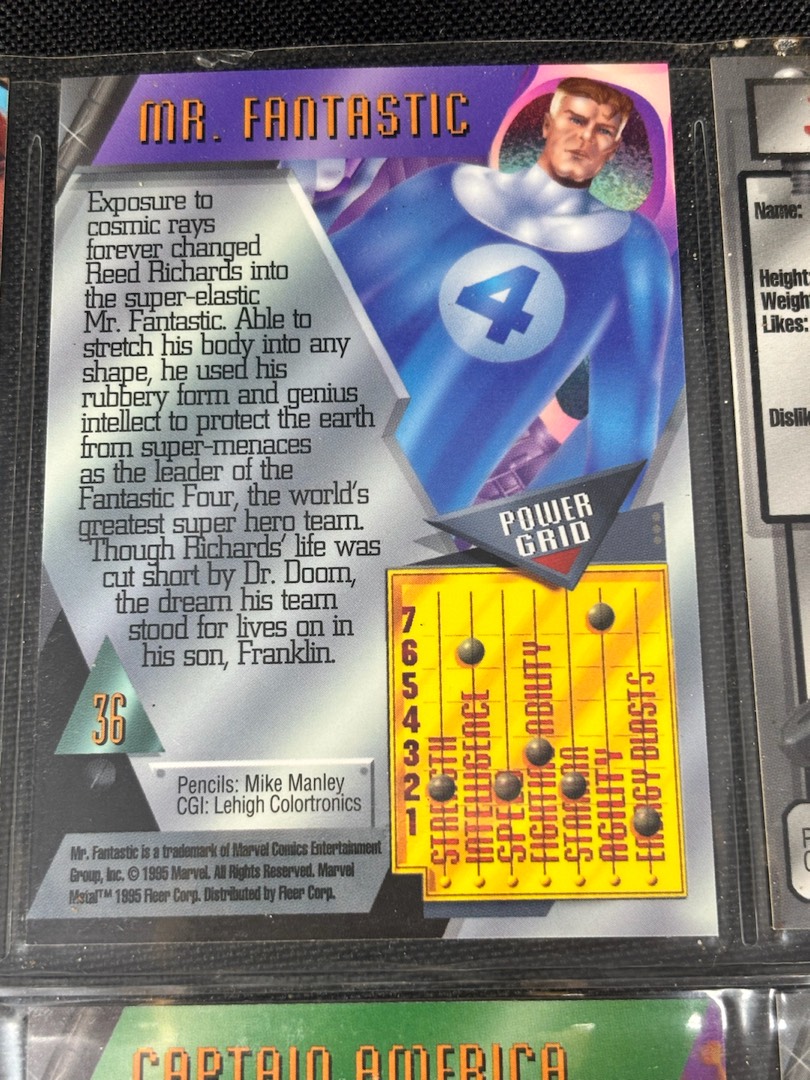 MR. FANTASTIC
Exposure to
cosmic rays
forever changed
Reed Richards into
the super-elastic
Mr. Fantastic. Able to
stretch his body into any
shape, he used his
rubbery form and genius
intellect to protect the earth
from super-menaces
as the leader of the
Fantastic Four, the world's
greatest super hero team.
Though Richards' life was
cut short by Dr. Doom,
the dream his team
stood for lives on in
his son, Franklin.
4
POWER
GRID
7
6
5
4
3
2
1
STRENGTH
INTELLIGENCE
SPEED
FIGHTING ABILITY
STAMINA
AGILITY
ENERGY BLASTS
36
Pencils: Mike Manley
CGI: Lehigh Colortronics
Mr. Fantastic is a trademark of Marvel Comics Entertainment
Group, Inc. © 1995 Marvel. All Rights Reserved. Marvel
Metal™ 1995 Fleer Corp. Distributed by Fleer Corp.
Name:
Height:
Weigh
Likes:
Dislik
CAPTAIN AMERICA